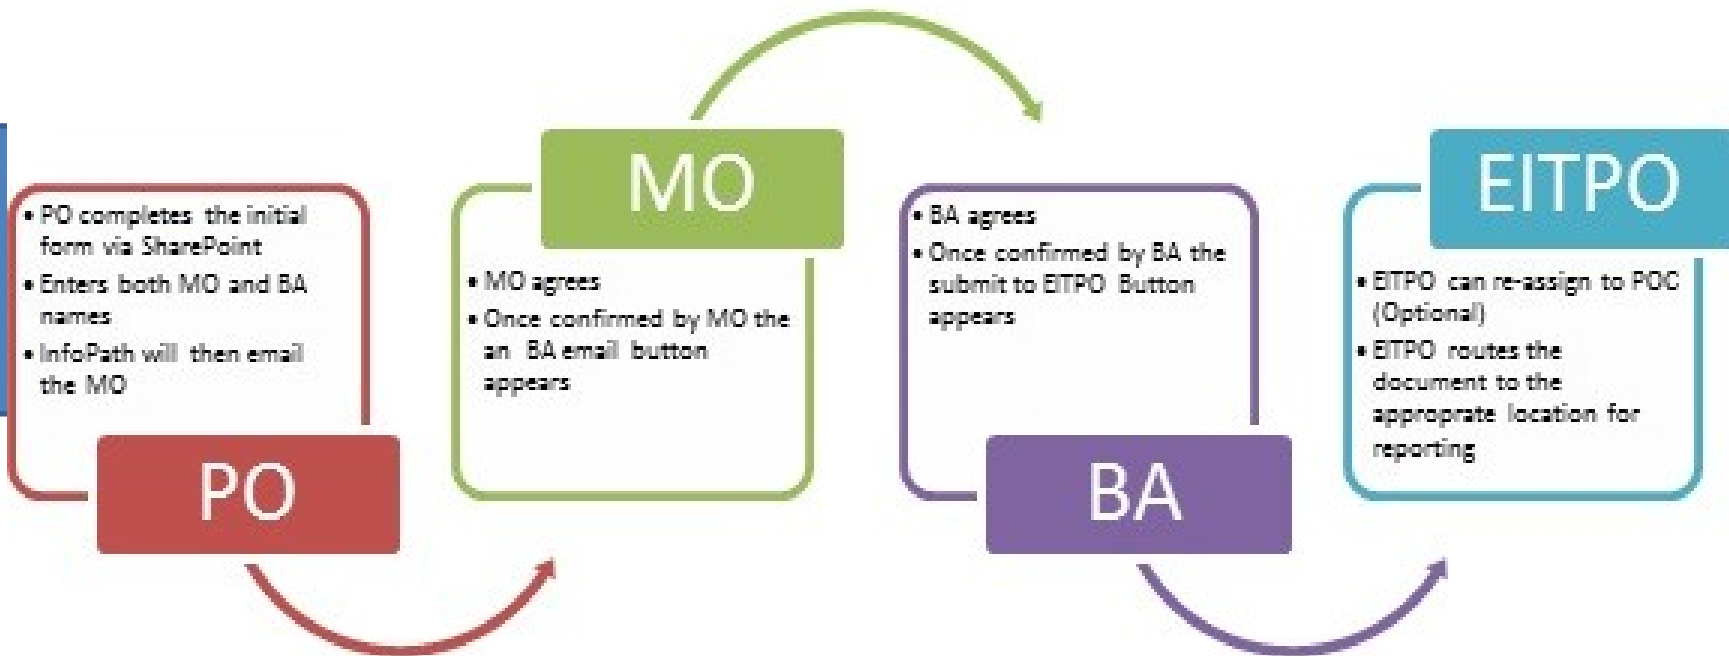 • PO completes the initial
form via SharePoint
• Enters both MO and BA
names
• InfoPath will then email
the MO
PO
MO
• MO agrees
• Once confirmed by MO the
an BA email button
appears
• BA agrees
• Once confirmed by BA the
submit to EITPO Button
appears
BA
EITPO
• EITPO can re-assign to POC
(Optional)
• EITPO routes the
document to the
approprate location for
reporting